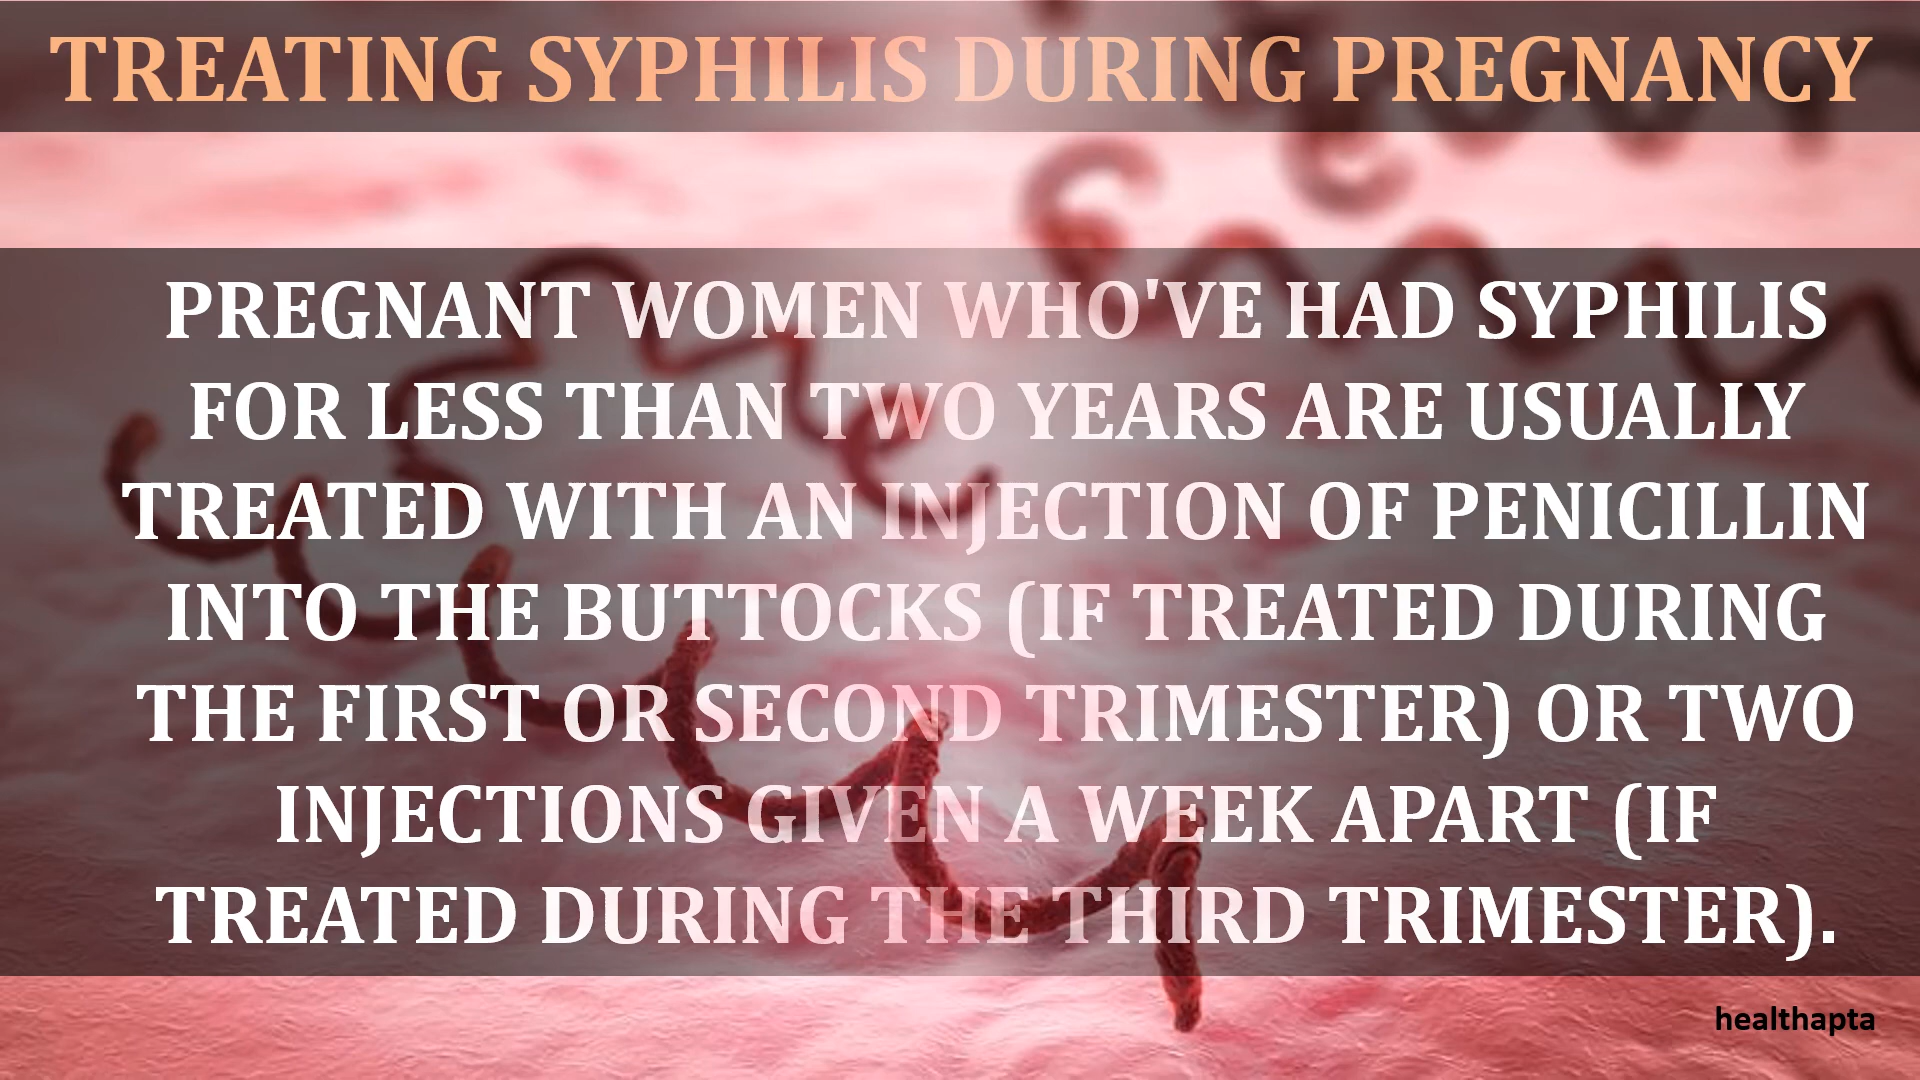 TREATING SYPHILIS DURING PREGNANCY
PREGNANT WOMEN WHO'VE HAD SYPHILIS
FOR LESS THAN TWO YEARS ARE USUALLY
TREATED WITH AN INJECTION OF PENICILLIN
INTO THE BUTTOCKS (IF TREATED DURING
THE FIRST OR SECOND TRIMESTER) OR TWO
INJECTIONS GIVEN A WEEK APART (IF
TREATED DURING THE THIRD TRIMESTER).
healthapta